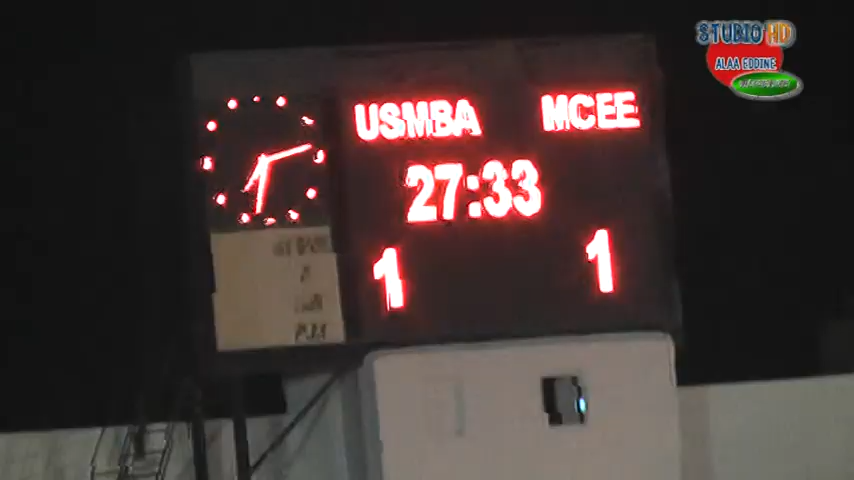 STUDIO HD
ALAA EDDINE
USMBA MCEE
27:33
1 1